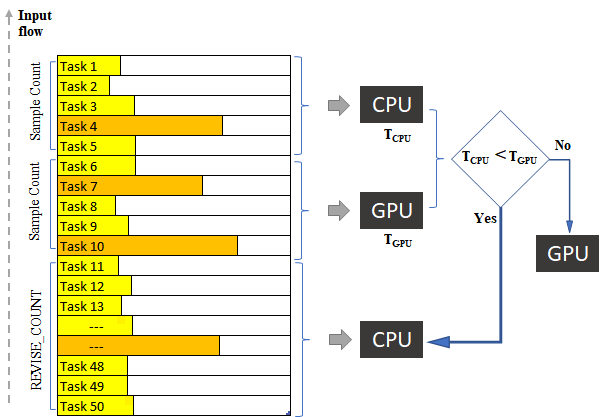 Input
flow
Sample Count
Task 1
Task 2
Task 3
Task 4
Task 5
CPU
TCPU
Sample Count
Task 6
Task 7
Task 8
Task 9
Task 10
GPU
TGPU
TCPU < TGPU
No
Yes
GPU
REVISE_COUNT
Task 11
Task 12
Task 13
---
---
Task 48
Task 49
Task 50
CPU